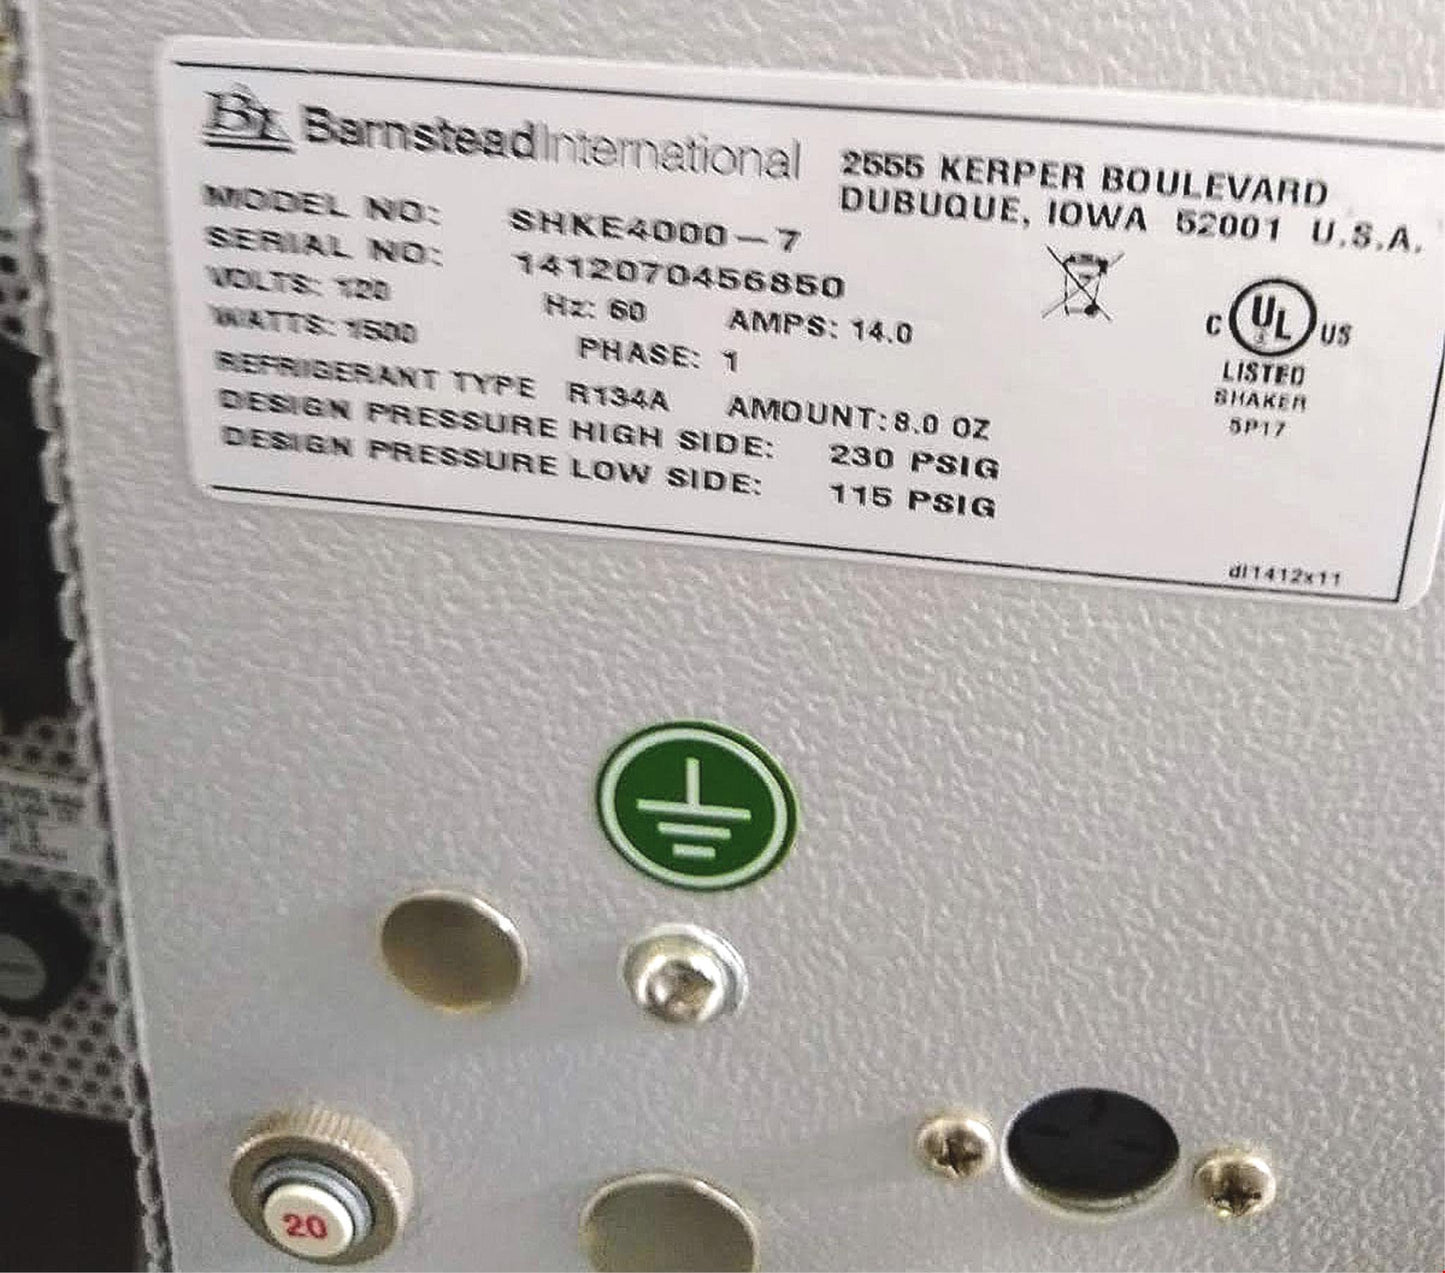 BI BarnsteadInternational 2555 KERPER BOULEVARD
DUBUQUE, IOWA 52001 U.S.A.
MODEL NO: SHKE4000-7
SERIAL NO: 1412070456850
VOLTS: 120 Hz: 60 AMPS: 14.0
WATTS: 1500 PHASE: 1
REFRIGERANT TYPE R134A AMOUNT: 8.0 OZ
DESIGN PRESSURE HIGH SIDE: 230 PSIG
DESIGN PRESSURE LOW SIDE: 115 PSIG
C UL US
LISTED
SHAKER
5P17
dl1412x11
20